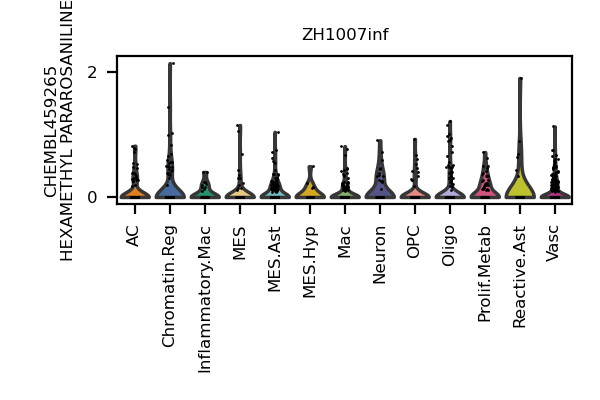 ZH1007inf
CHEMBL459265
HEXAMETHYL PARAROSANILINE
2
0
AC
Chromatin.Reg
Inflammatory.Mac
MES
MES.Ast
MES.Hyp
Mac
Neuron
OPC
Oligo
Prolif.Metab
Reactive.Ast
Vasc